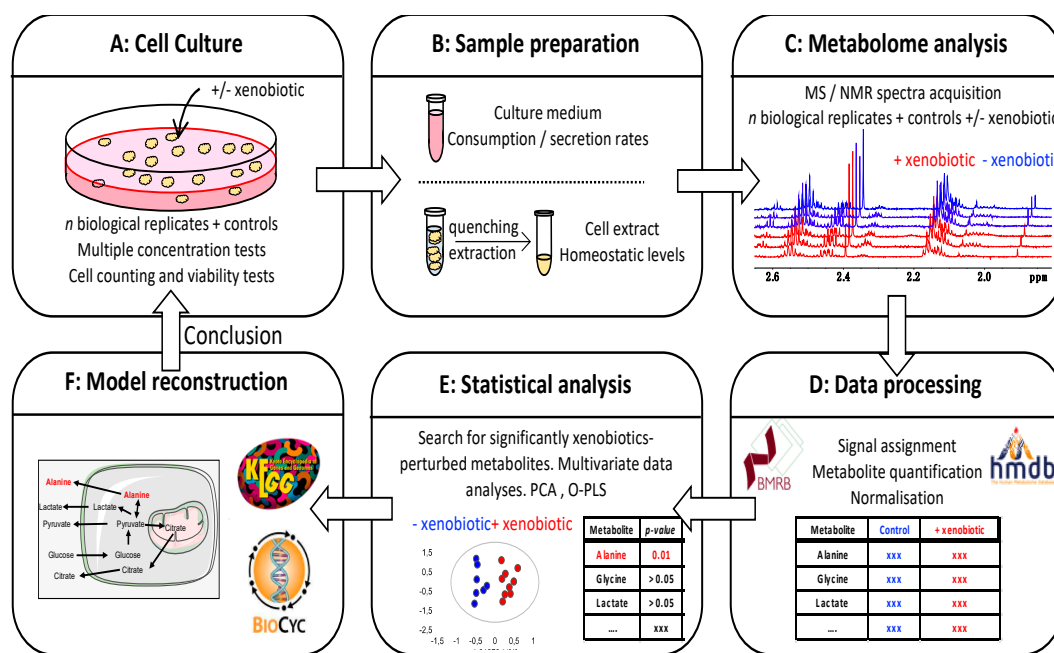 A: Cell Culture
+/- xenobiotic
n biological replicates + controls
Multiple concentration tests
Cell counting and viability tests
B: Sample preparation
Culture medium
Consumption / secretion rates
quenching
extraction
Cell extract
Homeostatic levels
C: Metabolome analysis
MS / NMR spectra acquisition
n biological replicates + controls +/- xenobiotic
+ xenobiotic - xenobioti
2.6 2.4 2.2 2.0 ppm
D: Data processing
BMRB
hmdb
Signal assignment
Metabolite quantification
Normalisation
Metabolite Control + xenobiotic
Alanine xxx xxx
Glycine xxx xxx
Lactate xxx xxx
.... xxx xxx
E: Statistical analysis
Search for significantly xenobiotics-
perturbed metabolites. Multivariate data
analyses. PCA , O-PLS
- xenobiotic + xenobiotic
1,5
0,5
-0,5
-1,5
-2,5
-1,5 -1 -0,5 0 0,5 1
Metabolite p-value
Alanine 0.01
Glycine > 0.05
Lactate > 0.05
.... xxx
Conclusion
F: Model reconstruction
KEGG
BIOCYC
Alanine
Alanine
Lactate Lactate
Pyruvate Pyruvate Citrate
Glucose Glucose
Citrate Citrate